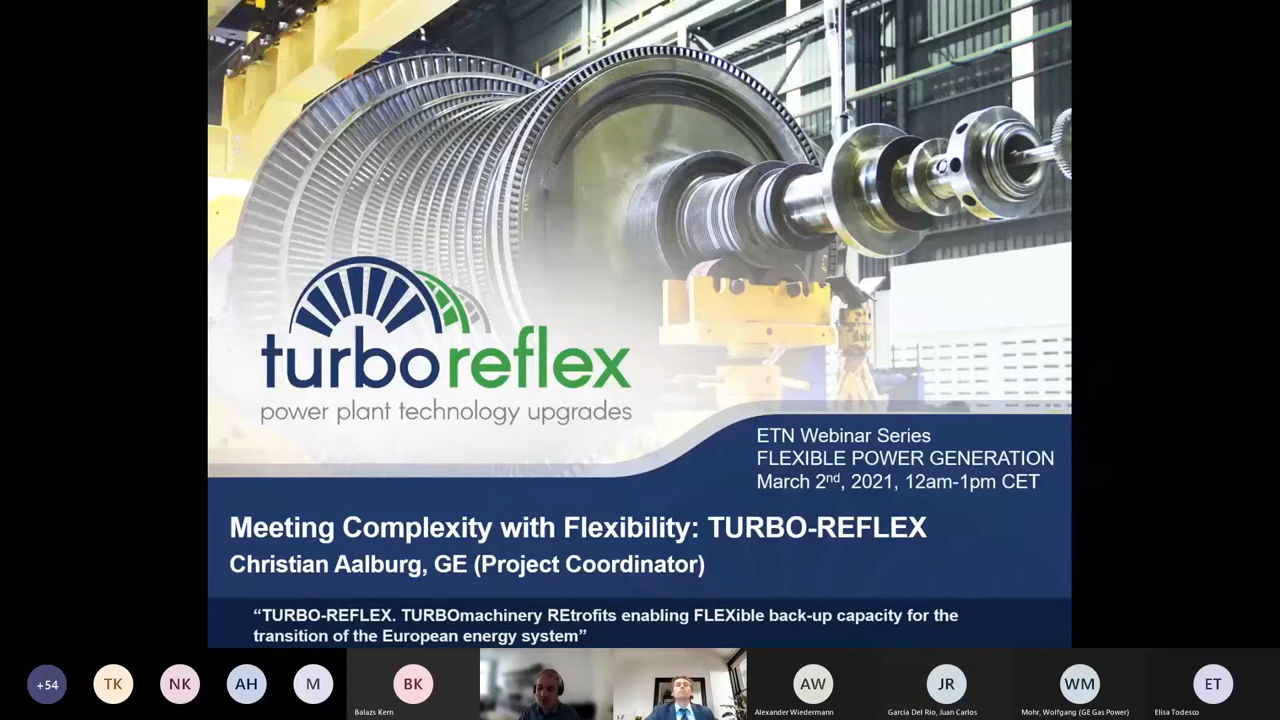 turboreflex
power plant technology upgrades
ETN Webinar Series
FLEXIBLE POWER GENERATION
March 2nd, 2021, 12am-1pm CET
Meeting Complexity with Flexibility: TURBO-REFLEX
Christian Aalburg, GE (Project Coordinator)
“TURBO-REFLEX. TURBOmachinery REtrofits enabling FLEXible back-up capacity for the
transition of the European energy system”
+54
TK
NK
AH
M
BK
AW
JR
WM
ET
Balazs Kern
Alexander Wiedermann
Garcia Del Rio, Juan Carlos
Mohr, Wolfgang (GE Gas Power)
Elisa Todesco